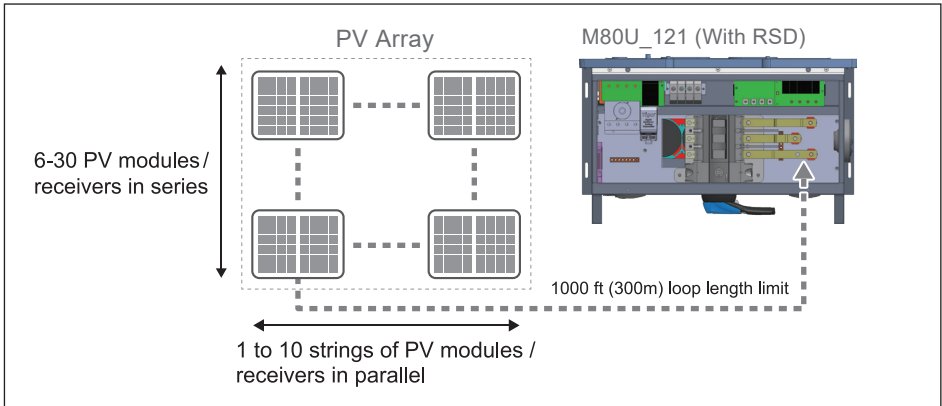 PV Array
M80U_121 (With RSD)
6-30 PV modules /
receivers in series
1000 ft (300m) loop length limit
1 to 10 strings of PV modules /
receivers in parallel